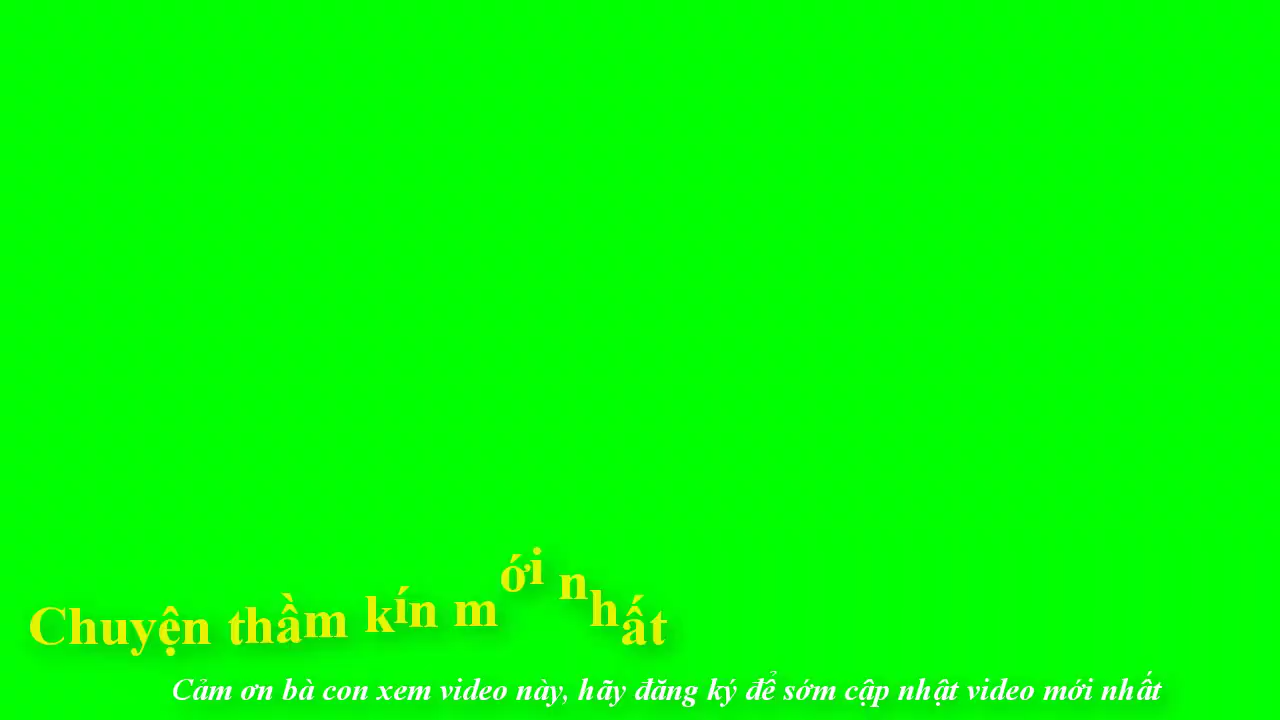 Chuyện thầm kín mới nhất
Cảm ơn bà con xem video này, hãy đăng ký để sớm cập nhật video mới nhất